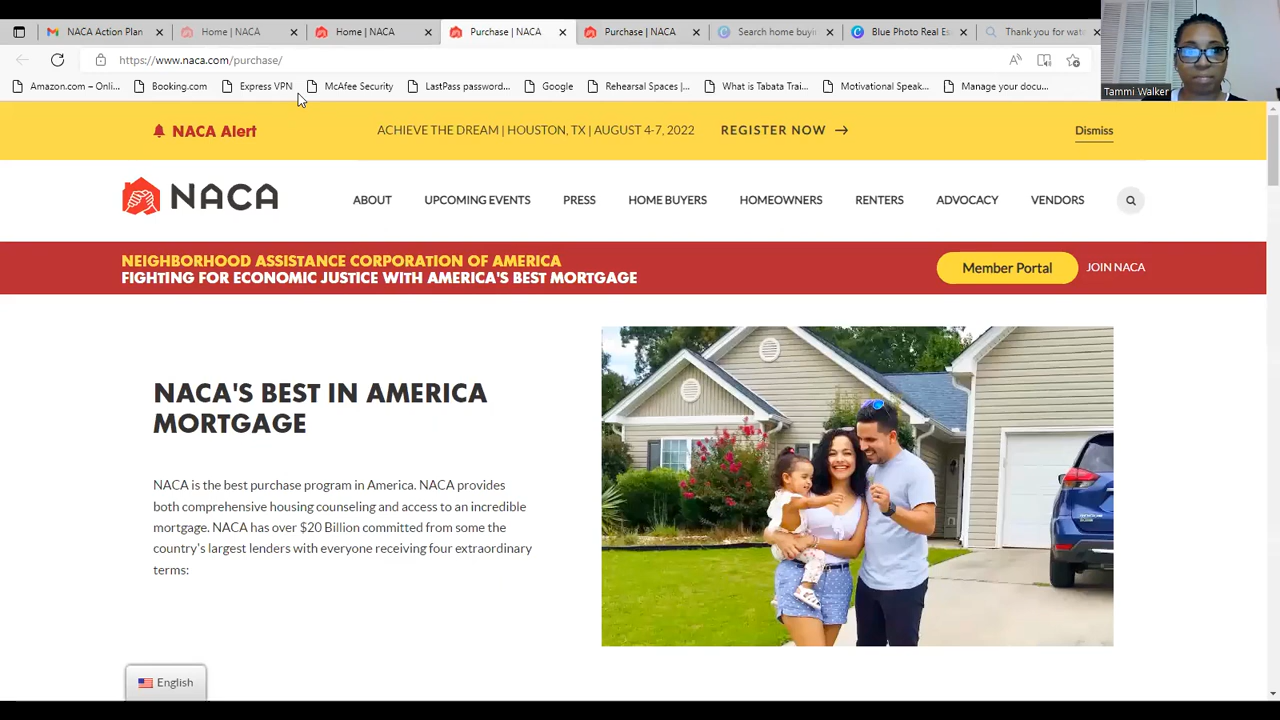 NACA Action Plan
Home | NACA
Home | NACA
Purchase | NACA
Purchase | NACA
Search home buyi
Blue Photo Real Es
Thank you for wat
https://www.naca.com/purchase/
Amazon.com – Onli...
Booking.com
Express VPN
McAfee Security
password...
Google
Rehearsal Spaces |...
What is Tabata Trai...
Motivational Speak...
Manage your docu...
Tammi Walker
NACA Alert
ACHIEVE THE DREAM | HOUSTON, TX | AUGUST 4-7, 2022
REGISTER NOW →
Dismiss
NACA
ABOUT
UPCOMING EVENTS
PRESS
HOME BUYERS
HOMEOWNERS
RENTERS
ADVOCACY
VENDORS
NEIGHBORHOOD ASSISTANCE CORPORATION OF AMERICA
FIGHTING FOR ECONOMIC JUSTICE WITH AMERICA'S BEST MORTGAGE
Member Portal
JOIN NACA
NACA'S BEST IN AMERICA
MORTGAGE
NACA is the best purchase program in America. NACA provides
both comprehensive housing counseling and access to an incredible
mortgage. NACA has over $20 Billion committed from some the
country's largest lenders with everyone receiving four extraordinary
terms:
English